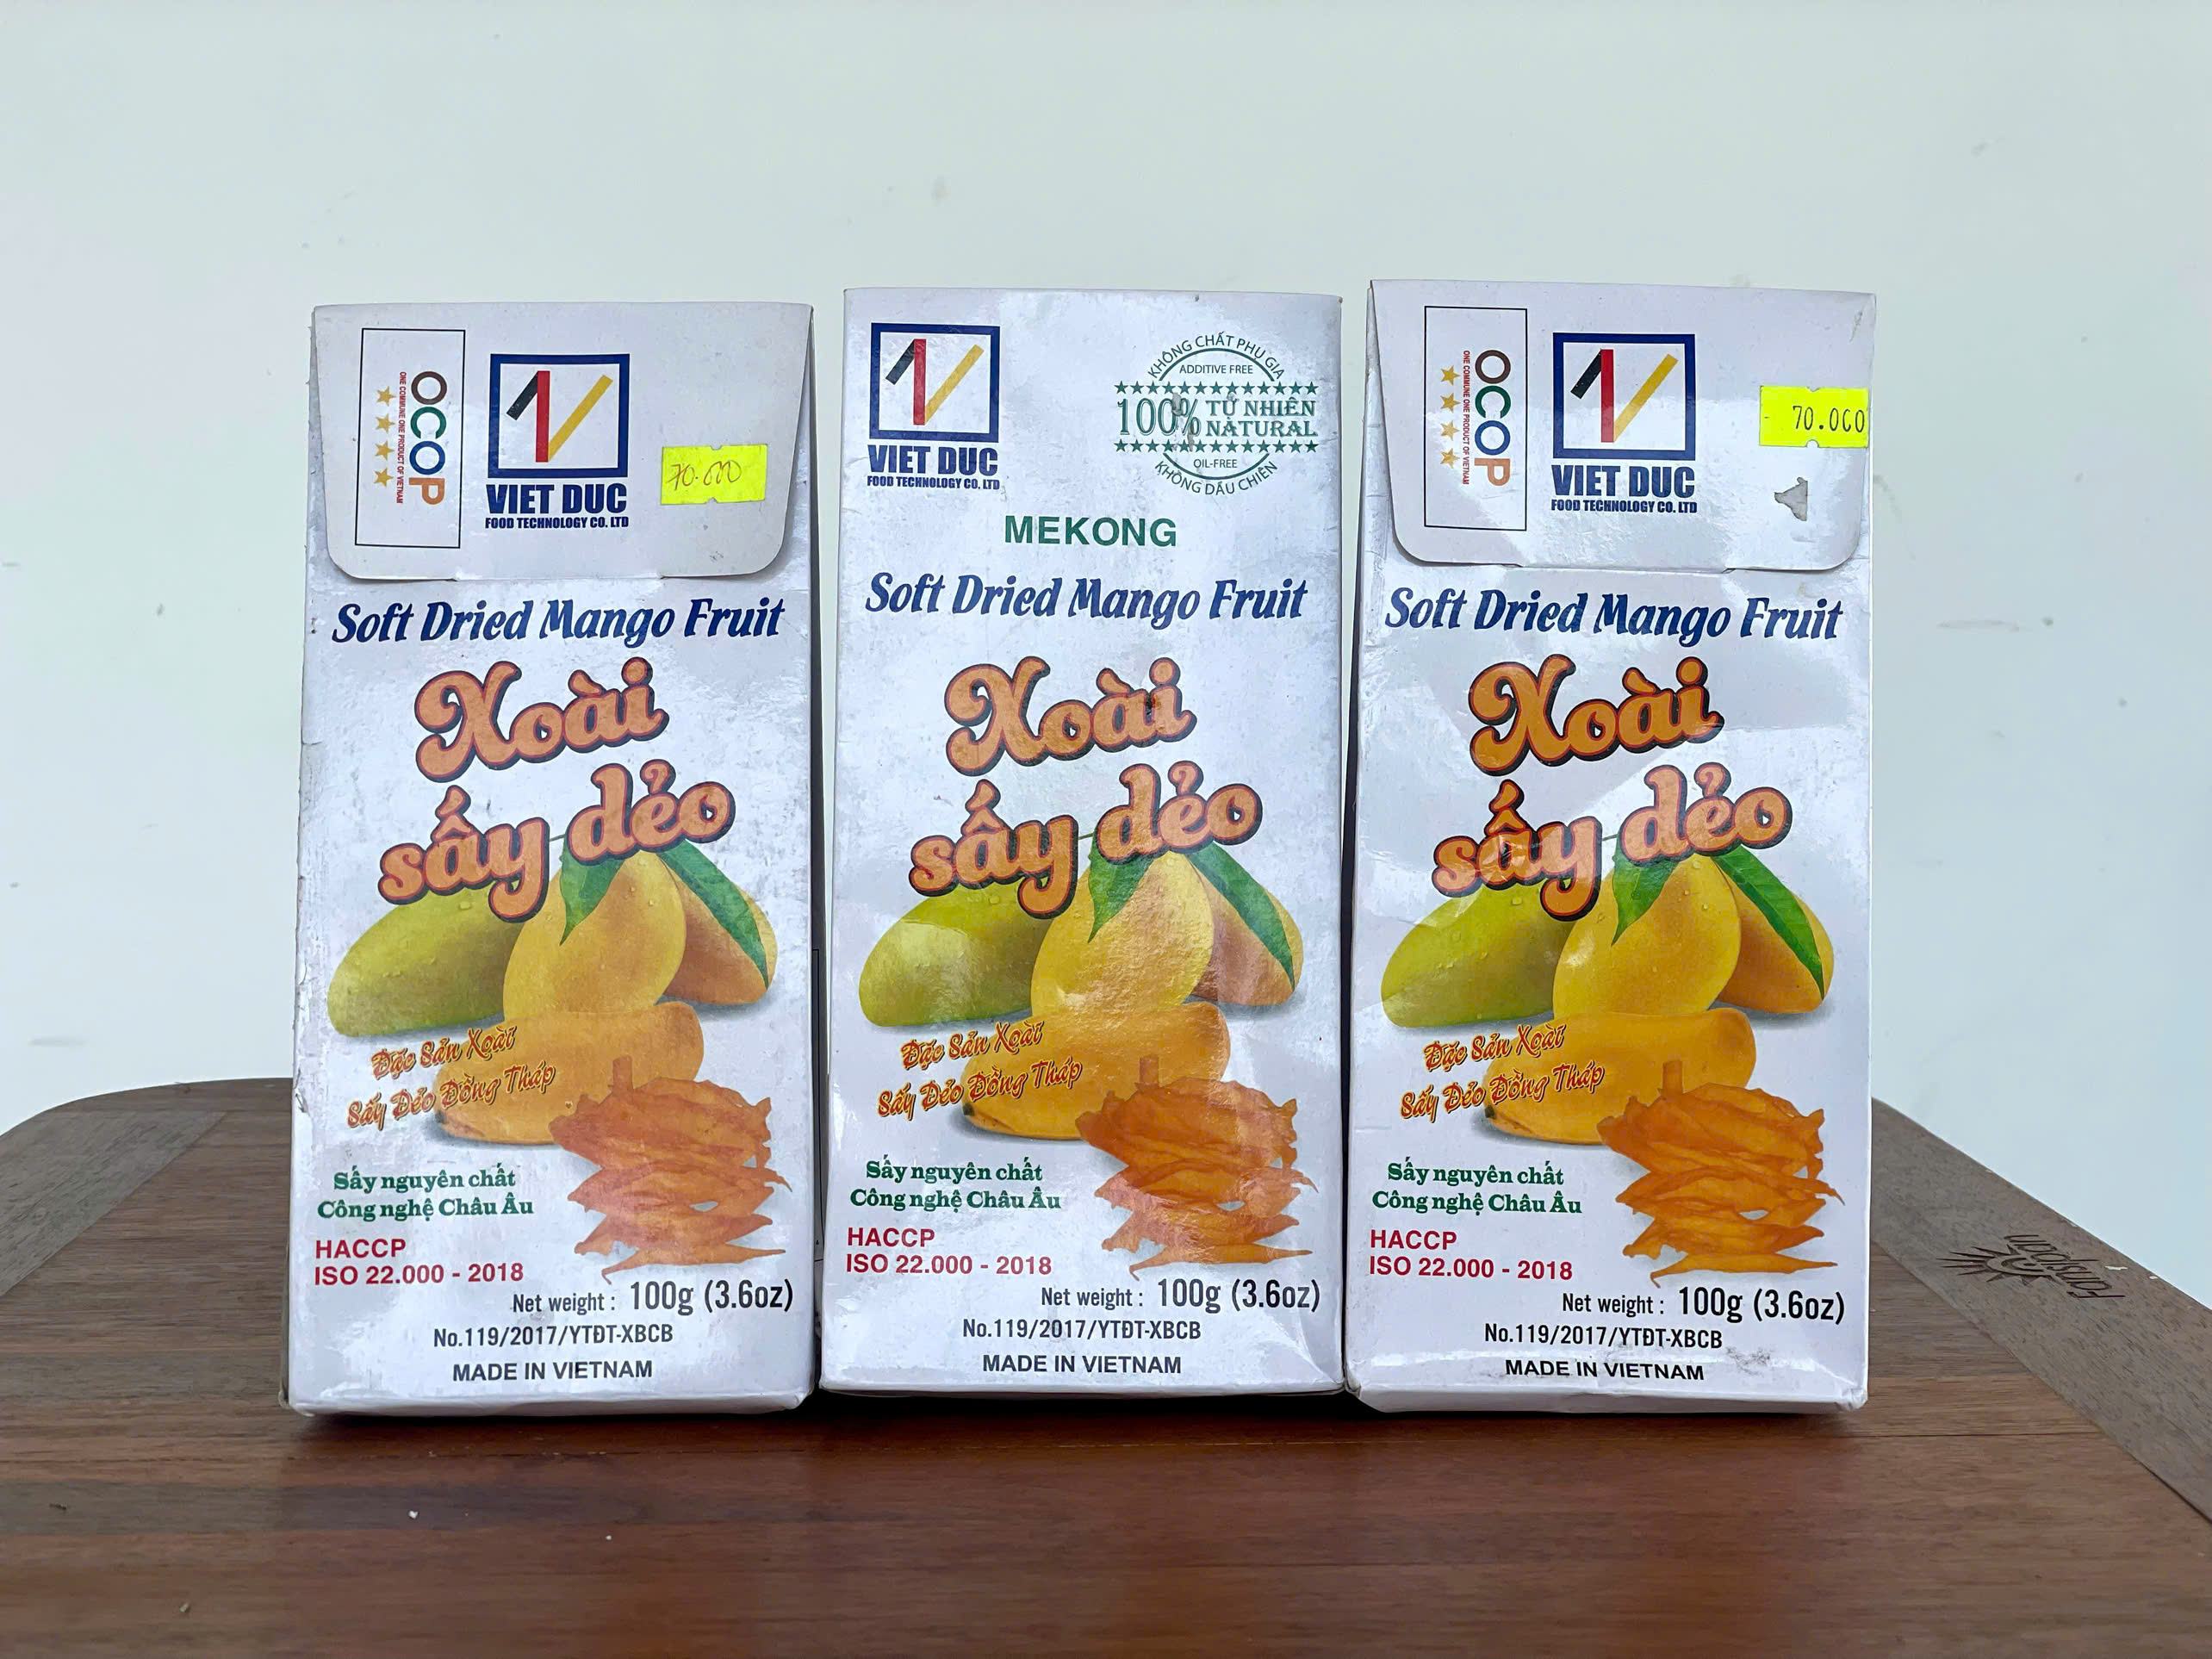 OCOP
ONE COMMUNE ONE PRODUCT OF VIETNAM
VIET DUC
FOOD TECHNOLOGY CO. LTD
70.000
Soft Dried Mango Fruit
Xoài
sấy dẻo
Đặc Sản Xoài
Sấy Dẻo Đồng Tháp
Sấy nguyên chất
Công nghệ Châu Âu
HACCP
ISO 22.000 - 2018
Net weight : 100g (3.6oz)
No.119/2017/YTĐT-XBCB
MADE IN VIETNAM
VIET DUC
FOOD TECHNOLOGY CO. LTD
KHÔNG CHẤT PHỤ GIA
ADDITIVE FREE
100% TỰ NHIÊN
NATURAL
OIL-FREE
KHÔNG DẦU CHIÊN
MEKONG
Soft Dried Mango Fruit
Xoài
sấy dẻo
Đặc Sản Xoài
Sấy Dẻo Đồng Tháp
Sấy nguyên chất
Công nghệ Châu Âu
HACCP
ISO 22.000 - 2018
Net weight : 100g (3.6oz)
No.119/2017/YTĐT-XBCB
MADE IN VIETNAM
OCOP
ONE COMMUNE ONE PRODUCT OF VIETNAM
VIET DUC
FOOD TECHNOLOGY CO. LTD
70.000
Soft Dried Mango Fruit
Xoài
sấy dẻo
Đặc Sản Xoài
Sấy Dẻo Đồng Tháp
Sấy nguyên chất
Công nghệ Châu Âu
HACCP
ISO 22.000 - 2018
Net weight : 100g (3.6oz)
No.119/2017/YTĐT-XBCB
MADE IN VIETNAM
Fansipan